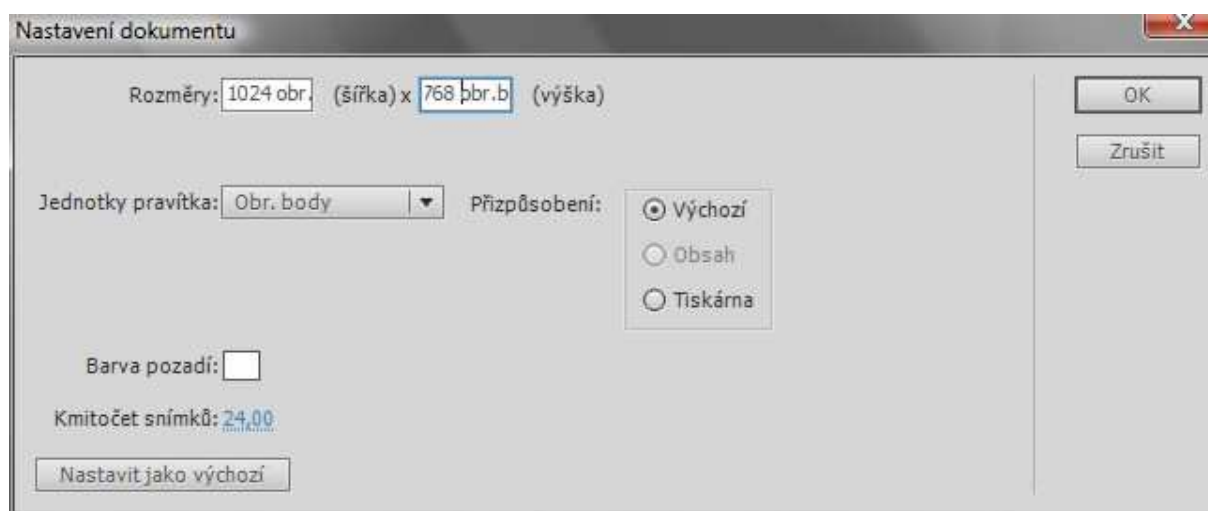 Nastavení dokumentu
Rozměry: 1024 obr. (šířka) x 768 obr.b (výška)
OK
Zrušit
Jednotky pravítka: Obr. body Přizpůsobení:
Výchozí
Obsah
Tiskárna
Barva pozadí:
Kmitočet snímků: 24,00
Nastavit jako výchozí